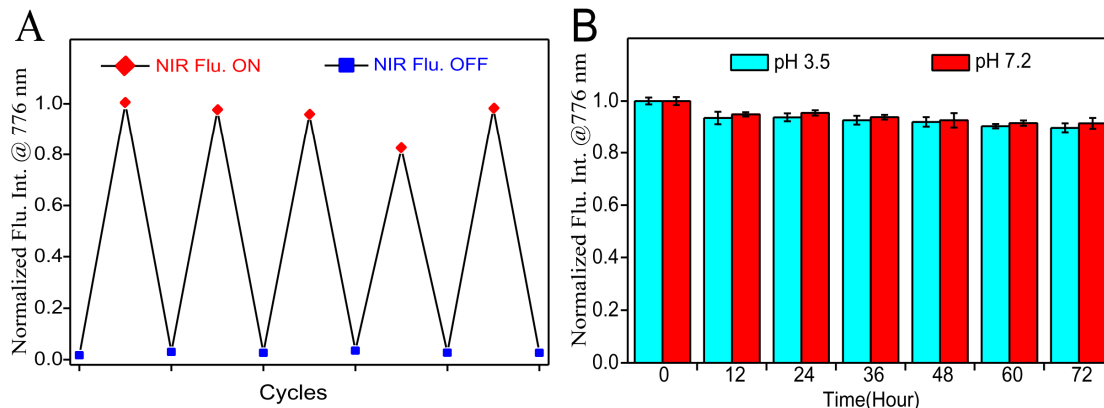 A
NIR Flu. ON
NIR Flu. OFF
Normalized Flu. Int. @776 nm
1.0
0.8
0.6
0.4
0.2
0.0
Cycles
B
pH 3.5
pH 7.2
Normalized Flu. Int. @776 nm
1.0
0.8
0.6
0.4
0.2
0.0
0 12 24 36 48 60 72
Time(Hour)